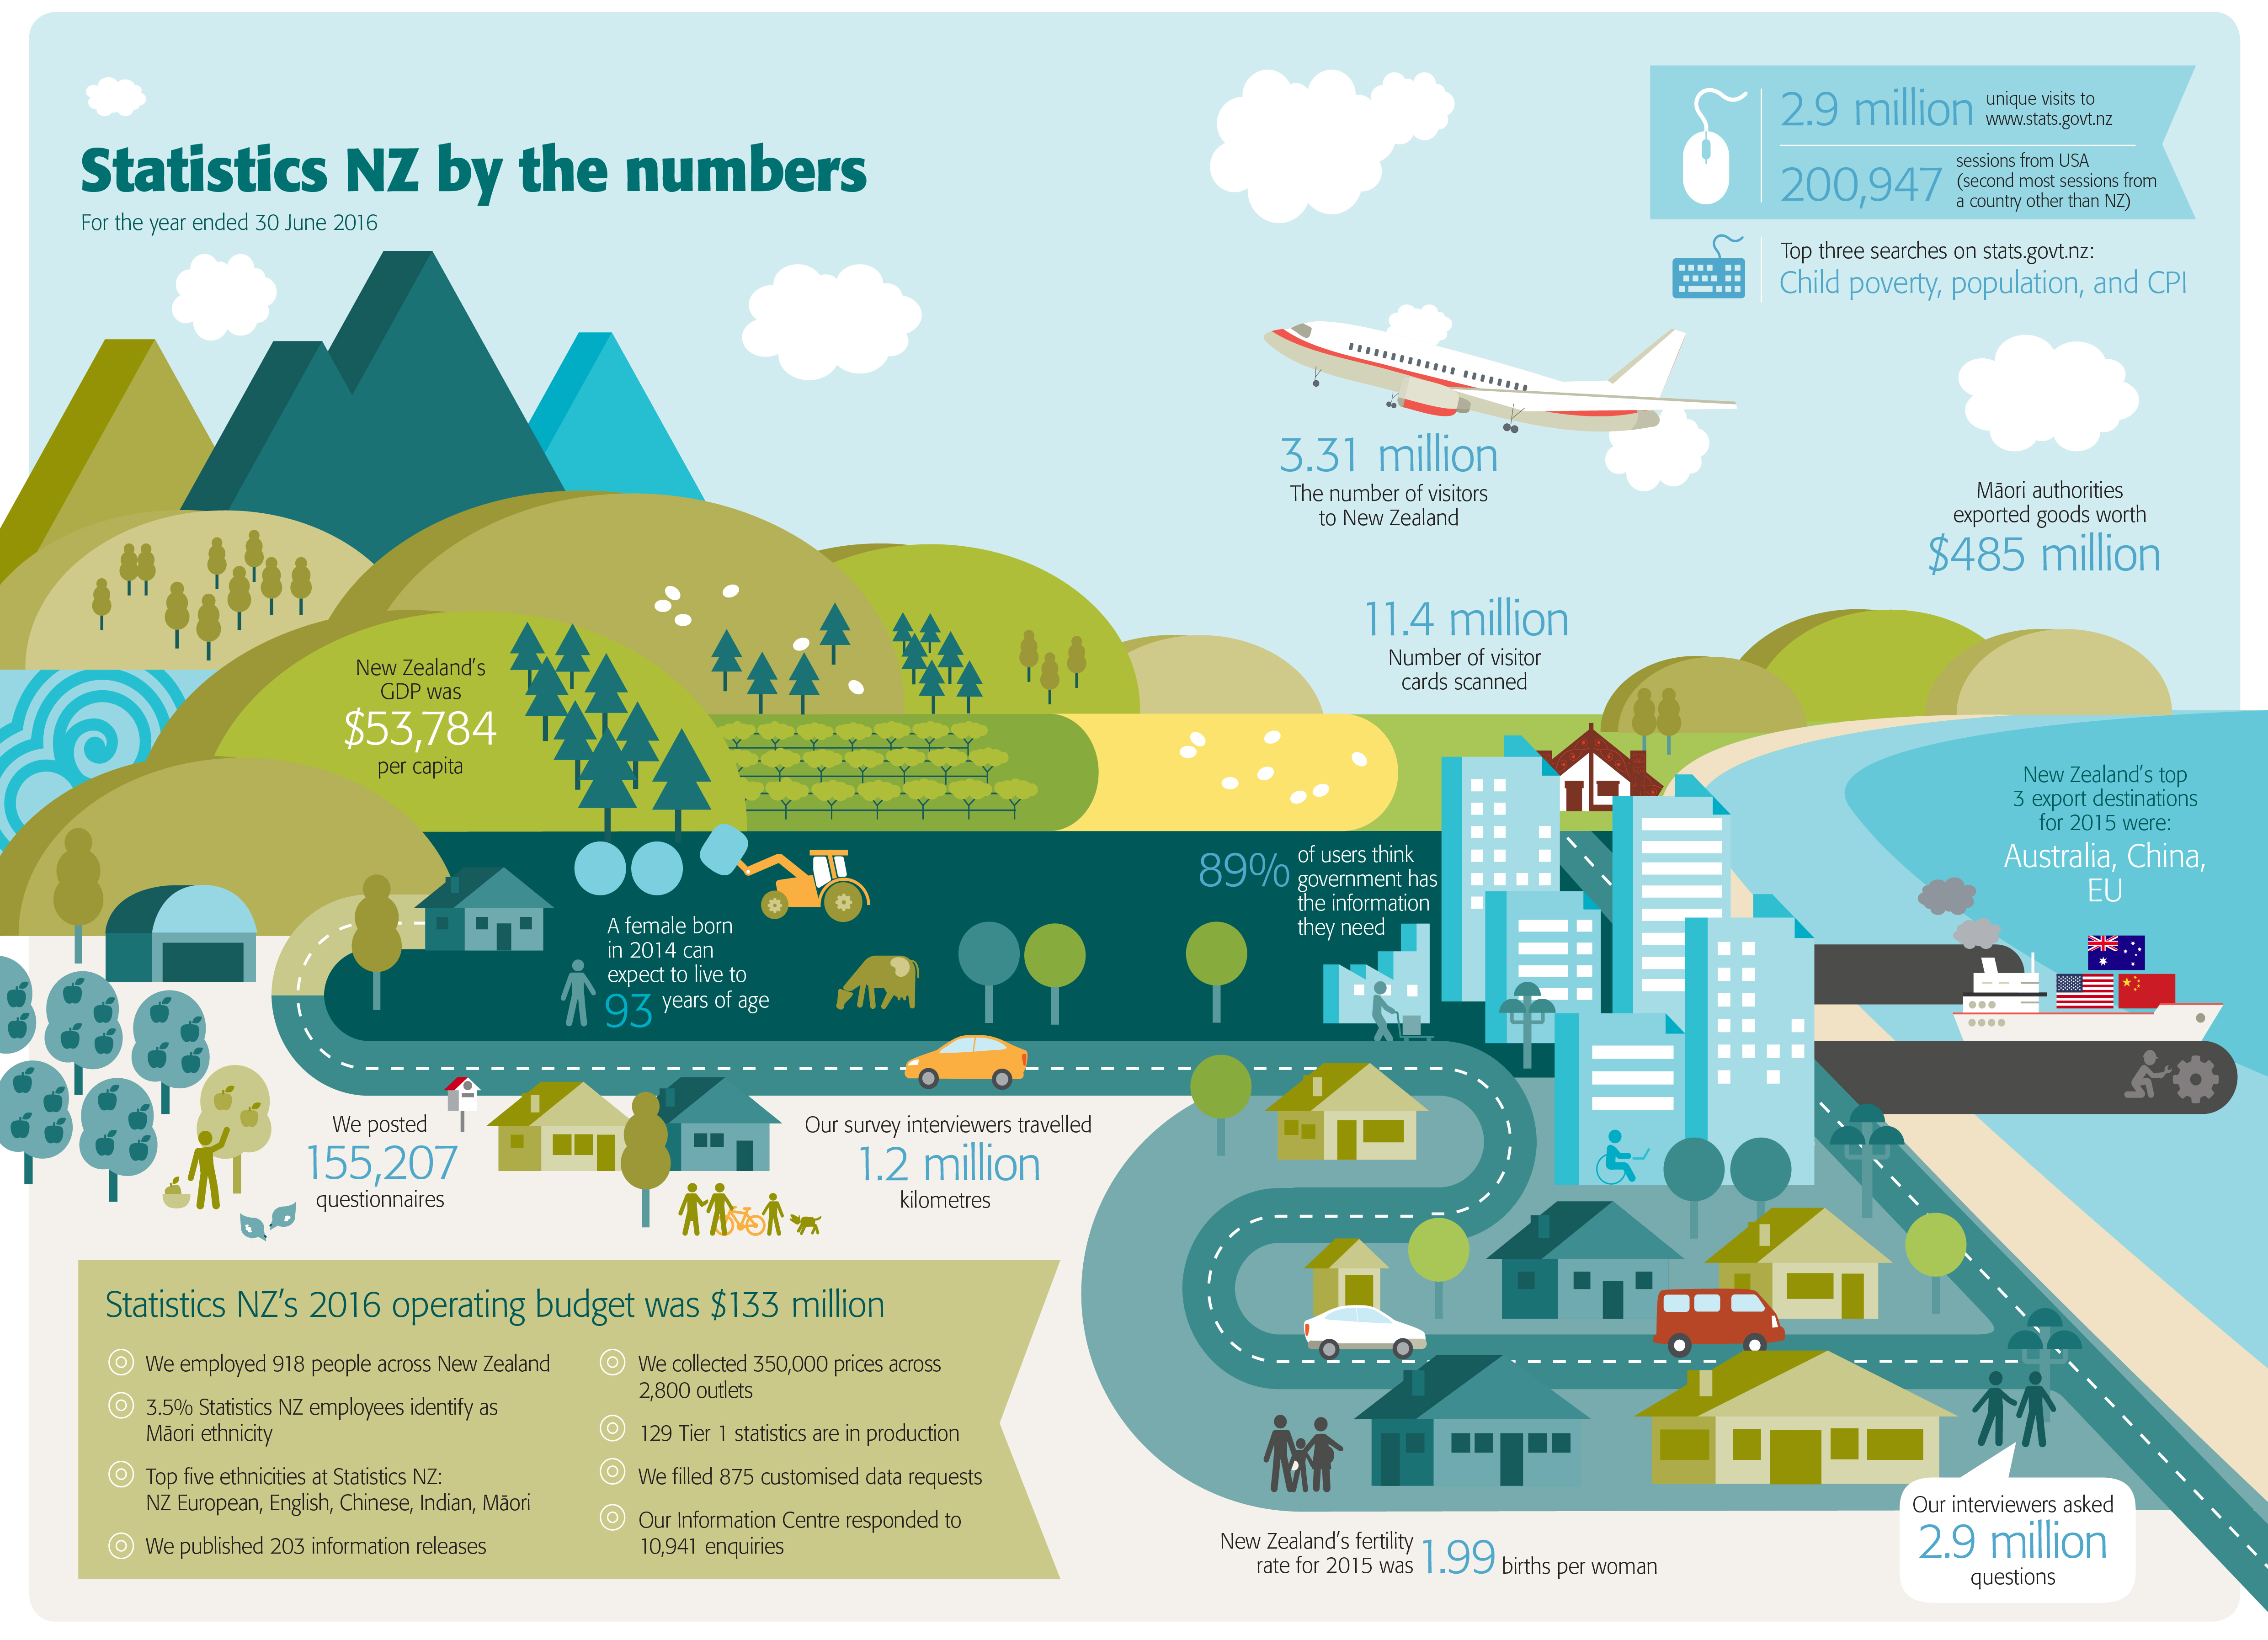 Statistics NZ by the numbers
For the year ended 30 June 2016
2.9 million
unique visits to
www.stats.govt.nz
200,947
sessions from USA
(second most sessions from
a country other than NZ)
Top three searches on stats.govt.nz:
Child poverty, population, and CPI
3.31 million
The number of visitors
to New Zealand
Māori authorities
exported goods worth
$485 million
11.4 million
Number of visitor
cards scanned
New Zealand's
GDP was
$53,784
per capita
New Zealand's top
3 export destinations
for 2015 were:
Australia, China,
EU
89%
of users think
government has
the information
they need
A female born
in 2014 can
expect to live to
93 years of age
We posted
155,207
questionnaires
Our survey interviewers travelled
1.2 million
kilometres
Statistics NZ's 2016 operating budget was $133 million
We employed 918 people across New Zealand
3.5% Statistics NZ employees identify as
Māori ethnicity
Top five ethnicities at Statistics NZ:
NZ European, English, Chinese, Indian, Māori
We published 203 information releases
We collected 350,000 prices across
2,800 outlets
129 Tier 1 statistics are in production
We filled 875 customised data requests
Our Information Centre responded to
10,941 enquiries
New Zealand's fertility
rate for 2015 was
1.99 births per woman
Our interviewers asked
2.9 million
questions